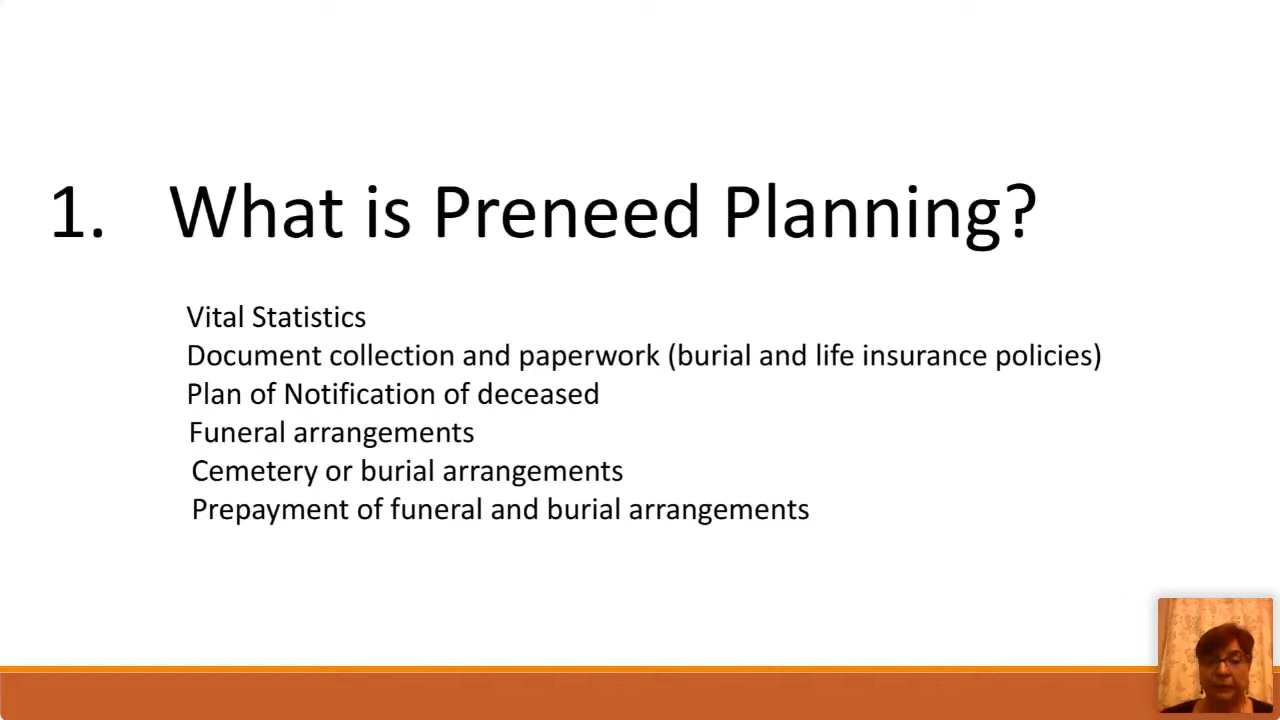 1. What is Preneed Planning?
Vital Statistics
Document collection and paperwork (burial and life insurance policies)
Plan of Notification of deceased
Funeral arrangements
Cemetery or burial arrangements
Prepayment of funeral and burial arrangements